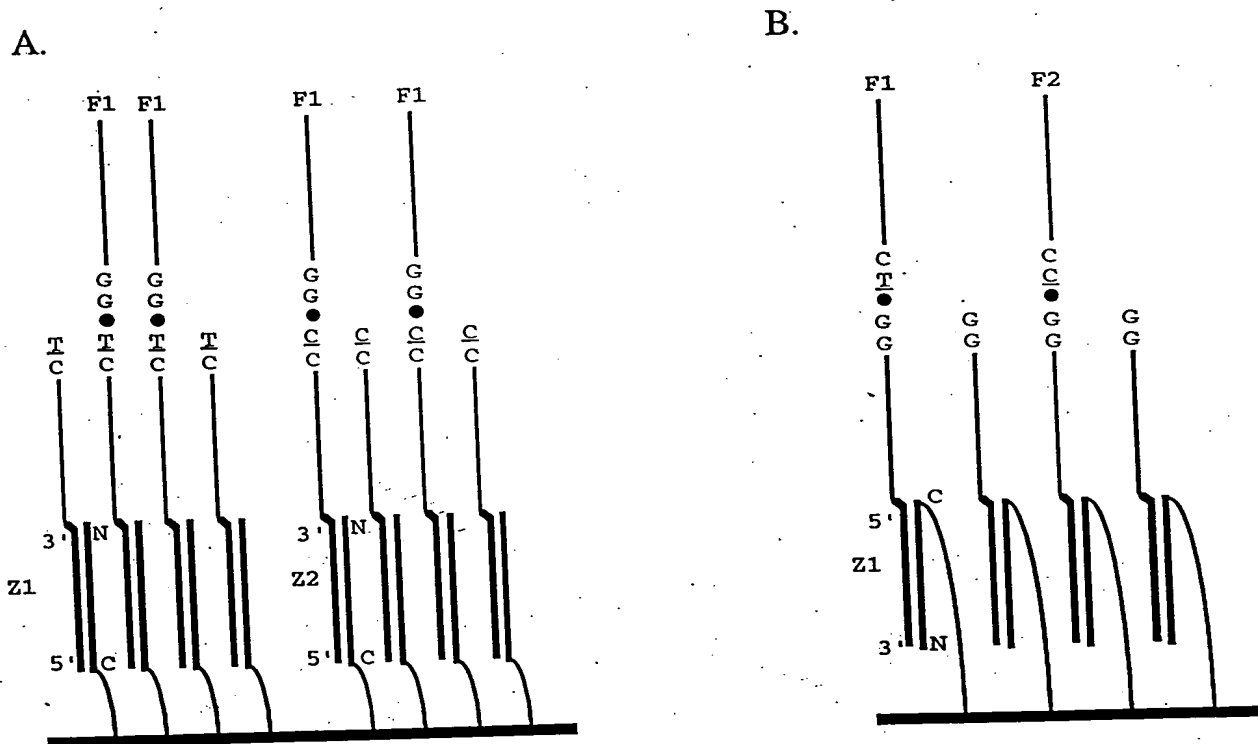 A.
B.
F1 F1 F1 F1
F1 F2
G G G G
G G G G
T T T T C C C C
C C C C C C C C
C C
T C
G G G G
G G G G
3' N 3' N
Z1 Z2
5' C 5' C
5' C
Z1
3' N